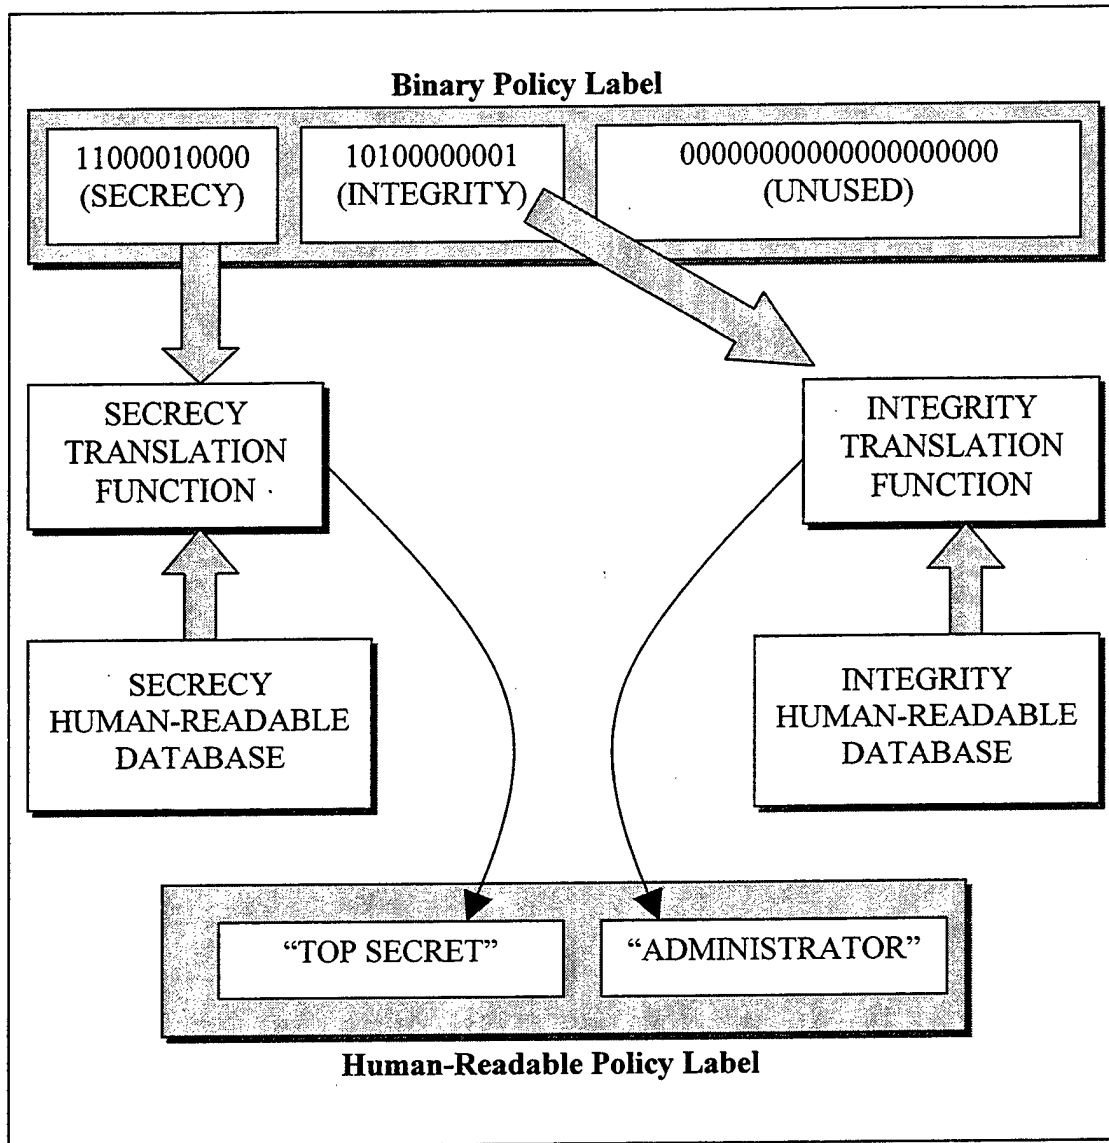 Binary Policy Label
11000010000
(SECRECY)
10100000001
(INTEGRITY)
00000000000000000000
(UNUSED)
SECRECY
TRANSLATION
FUNCTION
INTEGRITY
TRANSLATION
FUNCTION
SECRECY
HUMAN-READABLE
DATABASE
INTEGRITY
HUMAN-READABLE
DATABASE
“TOP SECRET”
“ADMINISTRATOR”
Human-Readable Policy Label